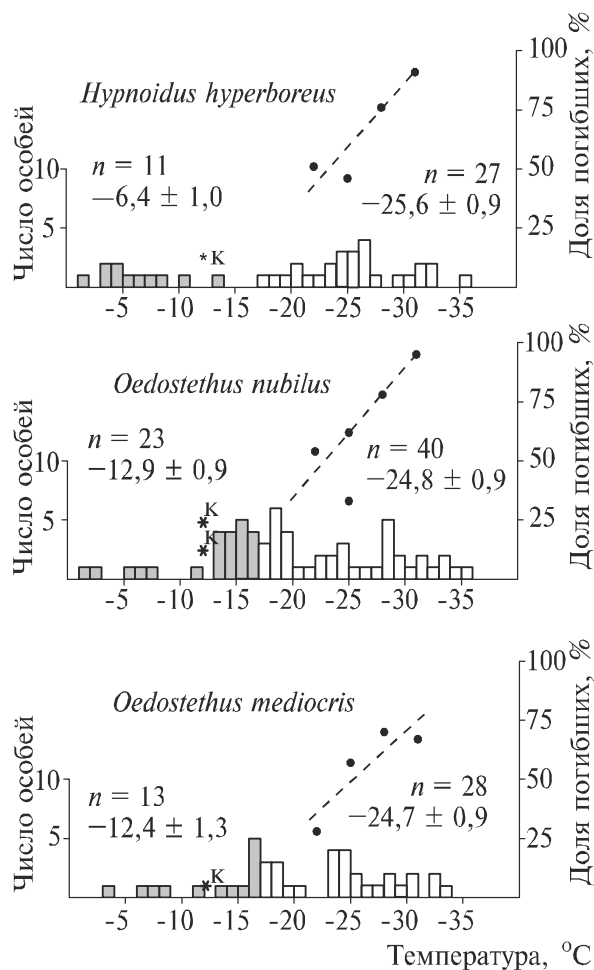 Hypnoidus hyperboreus
Число особей
Доля погибших, %
100
75
50
25
10
5
n = 11
−6,4 ± 1,0
n = 27
−25,6 ± 0,9
*К
-5 -10 -15 -20 -25 -30 -35
Oedostethus nubilus
Число особей
Доля погибших, %
100
75
50
25
10
5
n = 23
−12,9 ± 0,9
n = 40
−24,8 ± 0,9
*К
*К
-5 -10 -15 -20 -25 -30 -35
Oedostethus mediocris
Число особей
Доля погибших, %
100
75
50
25
10
5
n = 13
−12,4 ± 1,3
n = 28
−24,7 ± 0,9
*К
-5 -10 -15 -20 -25 -30 -35
Температура, °С